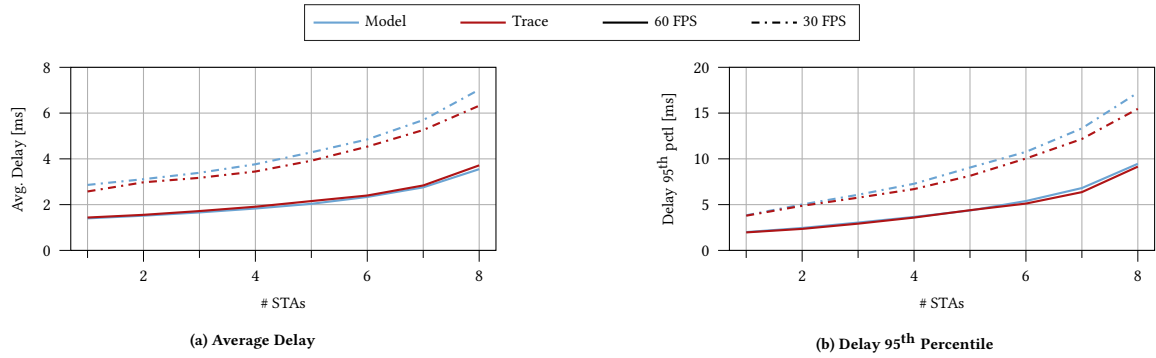 Model Trace 60 FPS 30 FPS
8
6
4
2
0
Avg. Delay [ms]
2 4 6 8
# STAs
(a) Average Delay
20
15
10
5
0
Delay 95th pctl [ms]
2 4 6 8
# STAs
(b) Delay 95th Percentile